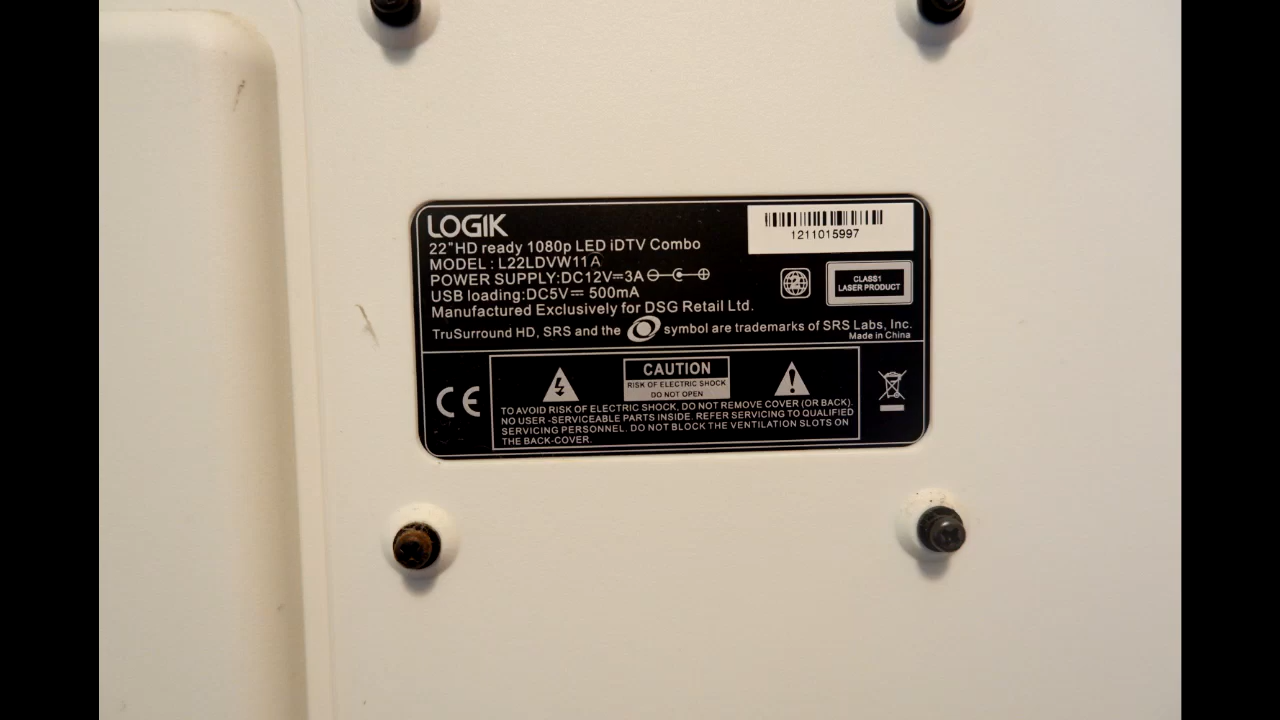 LOGIK
22"HD ready 1080p LED iDTV Combo
MODEL : L22LDVW11A
POWER SUPPLY:DC12V⎓3A
USB loading:DC5V⎓ 500mA
Manufactured Exclusively for DSG Retail Ltd.
TruSurround HD, SRS and the symbol are trademarks of SRS Labs, Inc.
Made in China
1211015997
CLASS1
LASER PRODUCT
CE
CAUTION
RISK OF ELECTRIC SHOCK
DO NOT OPEN
TO AVOID RISK OF ELECTRIC SHOCK, DO NOT REMOVE COVER (OR BACK).
NO USER -SERVICEABLE PARTS INSIDE. REFER SERVICING TO QUALIFIED
SERVICING PERSONNEL. DO NOT BLOCK THE VENTILATION SLOTS ON
THE BACK-COVER.